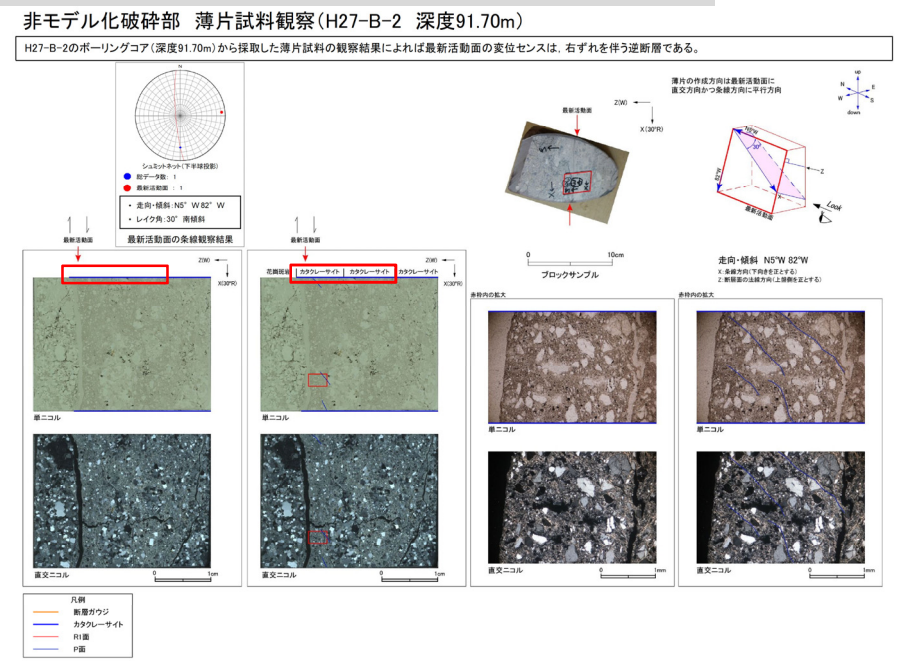 非モデル化破砕部　薄片試料観察（H27-B-2　深度91.70m）
H27-B-2のボーリングコア（深度91.70m）から採取した薄片試料の観察結果によれば最新活動面の変位センスは，右ずれを伴う逆断層である。
N
シュミットネット（下半球投影）
総データ数： 1
最新活動面 ： 1
・ 走向・傾斜：N5°W82°W
・ レイク角：30°南傾斜
最新活動面の条線観察結果
最新活動面
Z(W)
X(30°R)
薄片の作成方向は最新活動面に
直交方向かつ条線方向に平行方向
up
N
E
W
S
down
N5°W
30°
82°W
Z
X
Look
最新活動面
0
10cm
ブロックサンプル
走向・傾斜　N5°W 82°W
X：条線方向（下向きを正とする）
Z：断層面の法線方向（上盤側を正とする）
最新活動面
Z(W)
X(30°R)
単ニコル
直交ニコル
0
1cm
最新活動面
Z(W)
X(30°R)
花崗斑岩
カタクレーサイト
カタクレーサイト
カタクレーサイト
単ニコル
直交ニコル
0
1cm
赤枠内の拡大
単ニコル
直交ニコル
0
1mm
赤枠内の拡大
単ニコル
直交ニコル
0
1mm
凡例
断層ガウジ
カタクレーサイト
R1面
P面